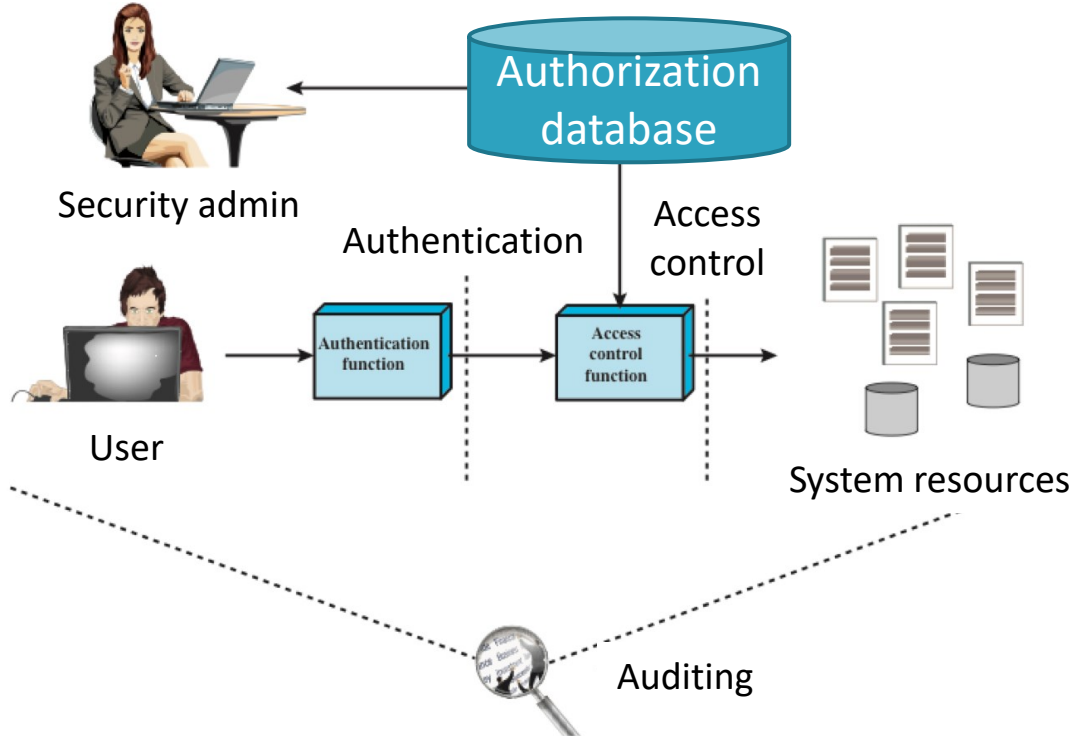 Authorization
database
Security admin
Authentication
Access
control
Authentication
function
Access
control
function
User
System resources
Auditing